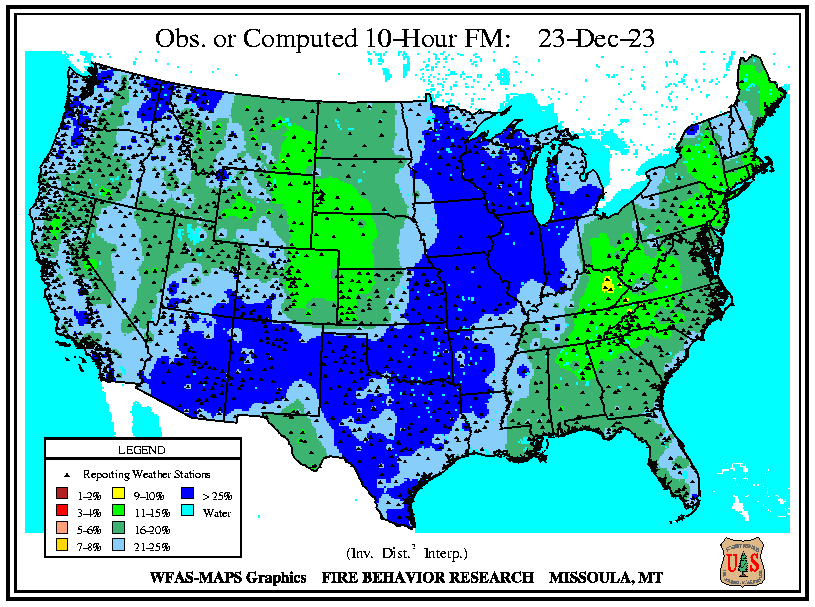 Obs. or Computed 10-Hour FM: 23-Dec-23
LEGEND
Reporting Weather Stations
1-2% 9-10% > 25%
3-4% 11-15% Water
5-6% 16-20%
7-8% 21-25%
(Inv. Dist.² Interp.)
WFAS-MAPS Graphics FIRE BEHAVIOR RESEARCH MISSOULA, MT
U S